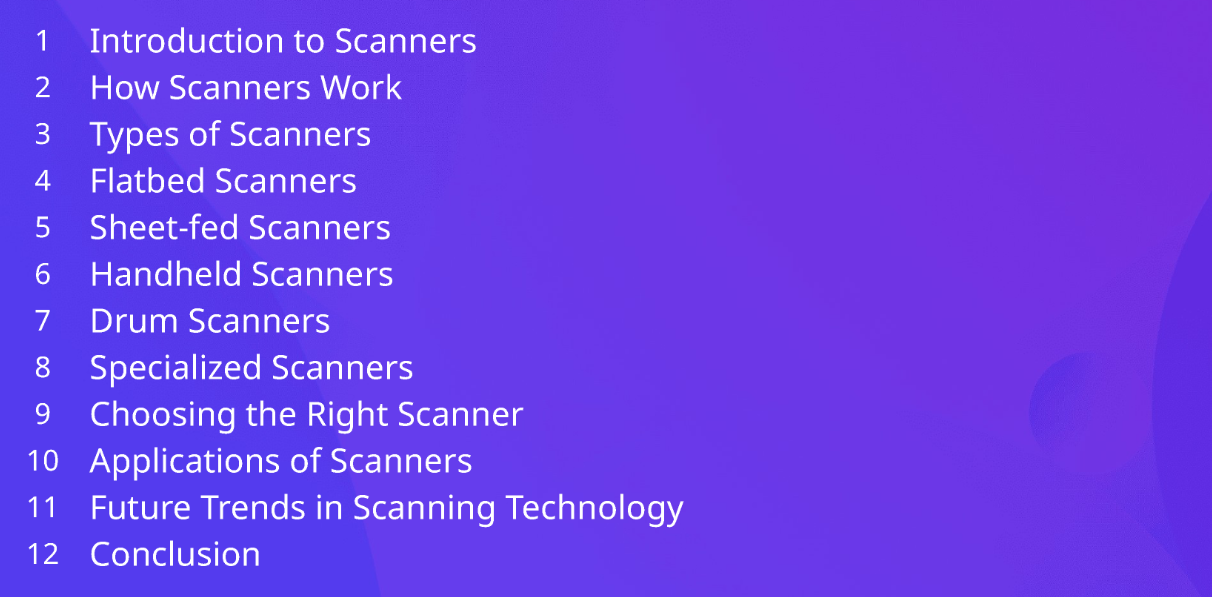 1 Introduction to Scanners
2 How Scanners Work
3 Types of Scanners
4 Flatbed Scanners
5 Sheet-fed Scanners
6 Handheld Scanners
7 Drum Scanners
8 Specialized Scanners
9 Choosing the Right Scanner
10 Applications of Scanners
11 Future Trends in Scanning Technology
12 Conclusion